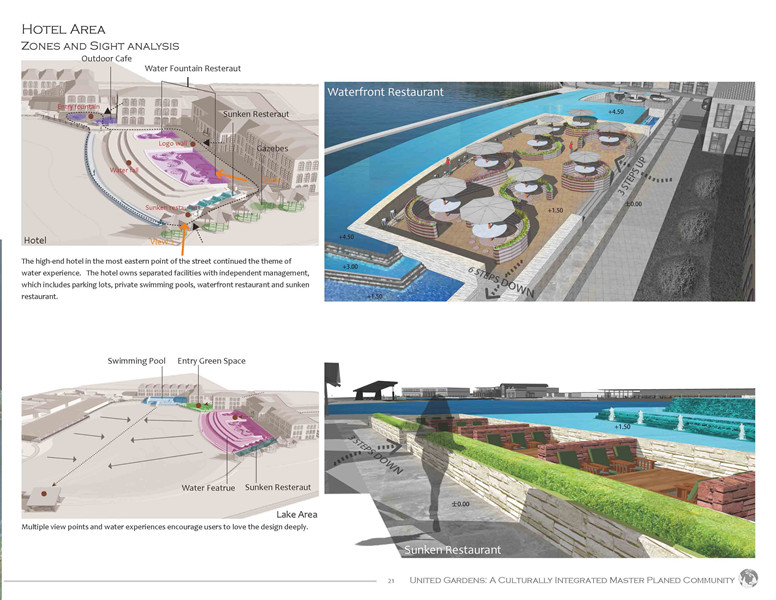 Hotel Area
Zones and Sight analysis
Outdoor Cafe
Water Fountain Resteraut
Entry fountain
Sunken Resteraut
Logo wall
Gazebes
Water fall
Sunken resta
View
Hotel
The high-end hotel in the most eastern point of the street continued the theme of
water experience. The hotel owns separated facilities with independent management,
which includes parking lots, private swimming pools, waterfront restaurant and sunken
restaurant.
Waterfront Restaurant
+4.50
3 STEPS UP
±0.00
+1.50
+4.50
+3.00
+1.50
6 STEPS DOWN
Swimming Pool
Entry Green Space
Water Featrue
Sunken Resteraut
Lake Area
Multiple view points and water experiences encourage users to love the design deeply.
+1.50
STEPS DOWN
±0.00
Sunken Restaurant
21
United Gardens: A Culturally Integrated Master Planed Community